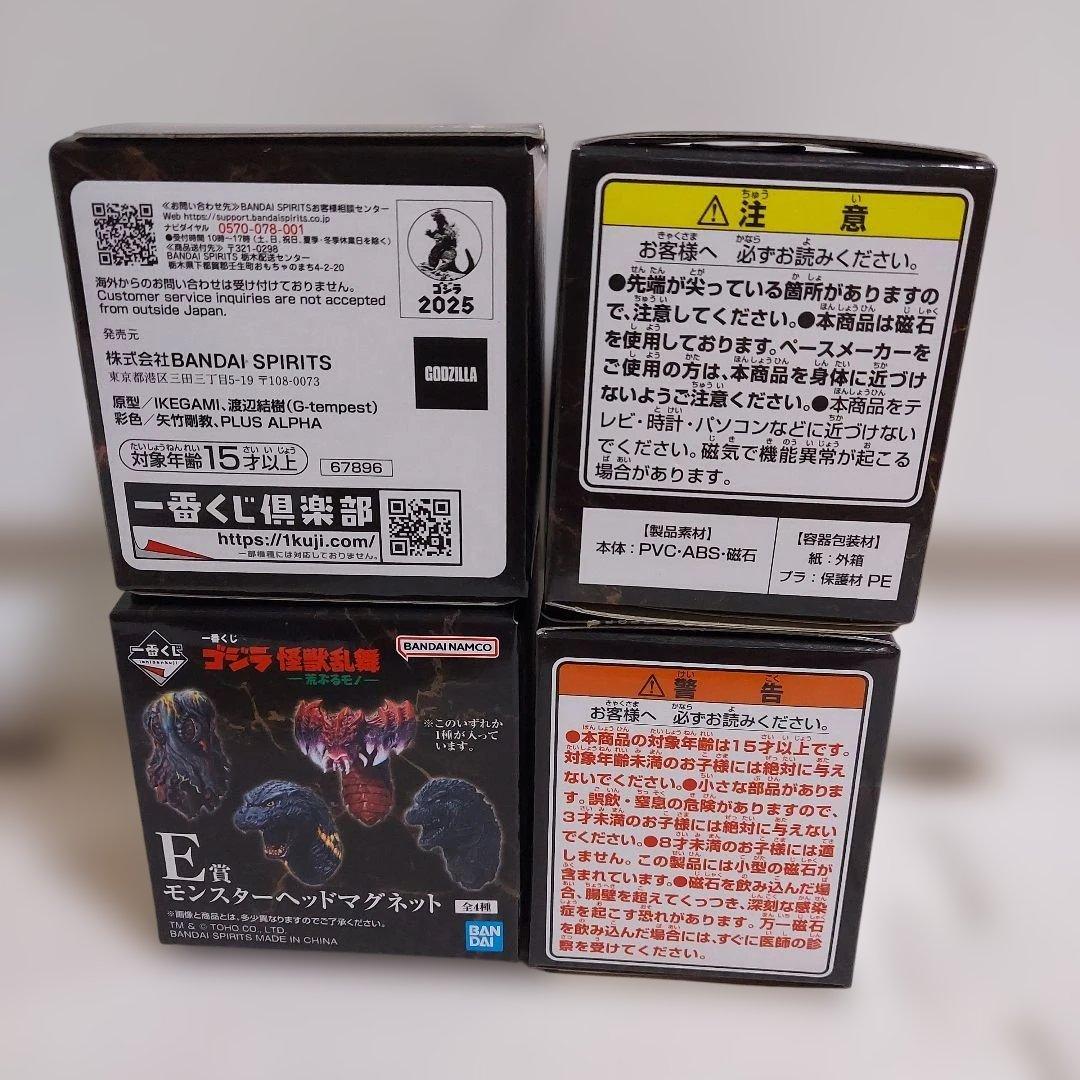 ≪お問い合わせ先≫BANDAI SPIRITSお客様相談センター
Web https://support.bandaispirits.co.jp
ナビダイヤル 0570-078-001
●受付時間 10時～17時(土、日、祝日、夏季・冬季休業日を除く)
≪商品送付先≫ 〒321-0298
BANDAI SPIRITS 栃木配送センター
栃木県下都賀郡壬生町おもちゃのまち4-2-20
海外からのお問い合わせは受け付けておりません。
Customer service inquiries are not accepted
from outside Japan.
ゴジラ
2025
発売元
株式会社BANDAI SPIRITS
東京都港区三田三丁目5-19 〒108-0073
GODZILLA
原型／IKEGAMI、渡辺結樹(G-tempest)
彩色／矢竹剛教、PLUS ALPHA
対象年齢15才以上
67896
一番くじ倶楽部
https://1kuji.com/
一部機種には対応しておりません。
⚠注意
お客様へ 必ずお読みください。
●先端が尖っている箇所がありますの
で、注意してください。●本商品は磁石
を使用しております。ペースメーカーを
ご使用の方は、本商品を身体に近づけ
ないようご注意ください。●本商品をテ
レビ・時計・パソコンなどに近づけない
でください。磁気で機能異常が起こる
場合があります。
【製品素材】
本体：PVC・ABS・磁石
【容器包装材】
紙：外箱
プラ：保護材 PE
一番くじ
ichibankuji
一番くじ
ゴジラ 怪獣乱舞
―荒ぶるモノ―
BANDAI NAMCO
※このいずれか
1種が入って
います。
E賞
モンスターヘッドマグネット
全4種
※画像と商品とは、多少異なりますのでご了承ください。
TM & © TOHO CO., LTD.
BANDAI SPIRITS MADE IN CHINA
BAN
DAI
⚠警告
お客様へ 必ずお読みください。
●本商品の対象年齢は15才以上です。
対象年齢未満のお子様には絶対に与え
ないでください。●小さな部品がありま
す。誤飲・窒息の危険がありますので、
3才未満のお子様には絶対に与えない
でください。●8才未満のお子様には適
しません。この製品には小型の磁石が
含まれています。●磁石を飲み込んだ場
合、腸壁を超えてくっつき、深刻な感染
症を起こす恐れがあります。万一磁石
を飲み込んだ場合には、すぐに医師の診
察を受けてください。